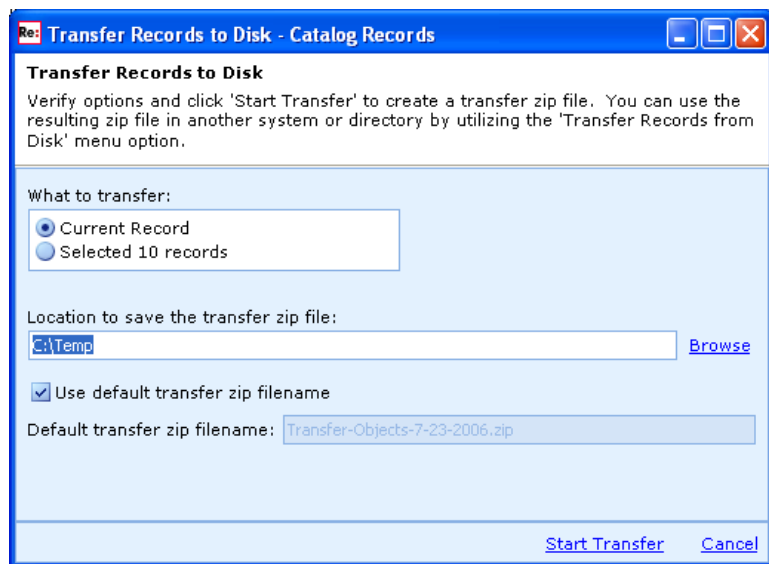 Re: Transfer Records to Disk - Catalog Records
Transfer Records to Disk
Verify options and click 'Start Transfer' to create a transfer zip file. You can use the
resulting zip file in another system or directory by utilizing the 'Transfer Records from
Disk' menu option.
What to transfer:
Current Record
Selected 10 records
Location to save the transfer zip file:
C:\Temp
Browse
Use default transfer zip filename
Default transfer zip filename: Transfer-Objects-7-23-2006.zip
Start Transfer Cancel